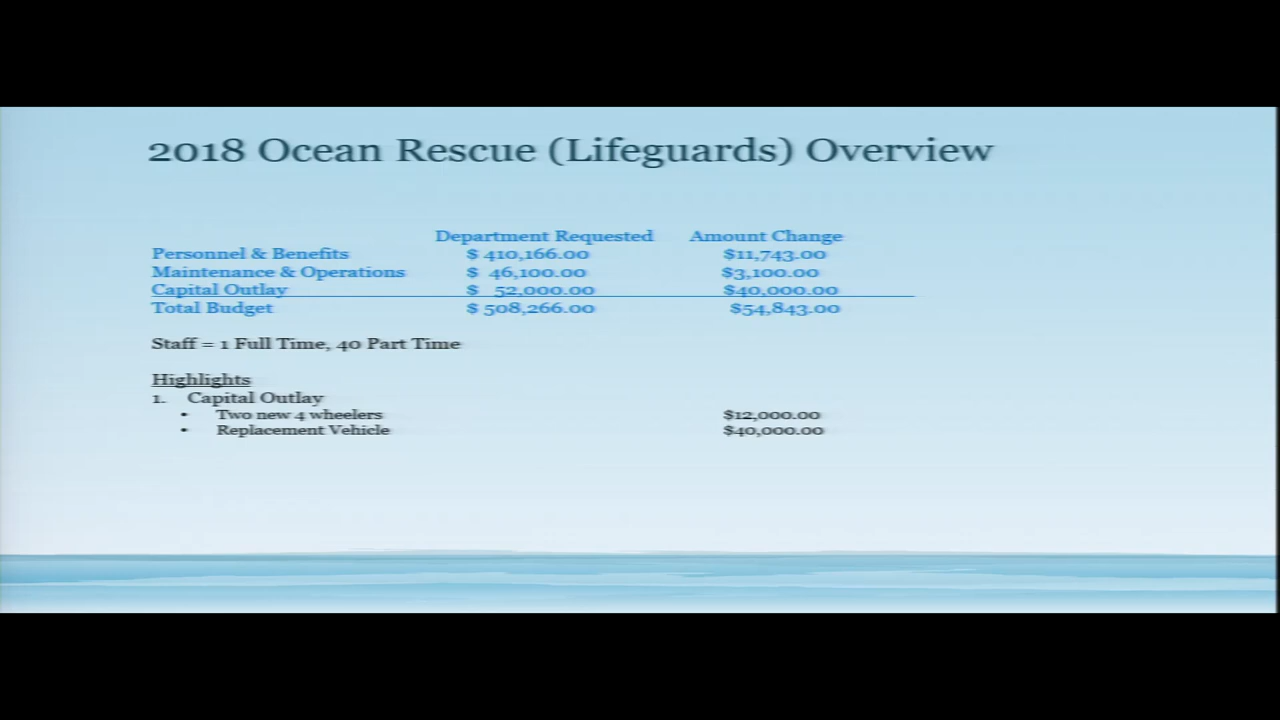 2018 Ocean Rescue (Lifeguards) Overview
Department Requested Amount Change
Personnel & Benefits $ 410,166.00 $11,743.00
Maintenance & Operations $ 46,100.00 $3,100.00
Capital Outlay $ 52,000.00 $40,000.00
Total Budget $ 508,266.00 $54,843.00
Staff = 1 Full Time, 40 Part Time
Highlights
1. Capital Outlay
• Two new 4 wheelers $12,000.00
• Replacement Vehicle $40,000.00